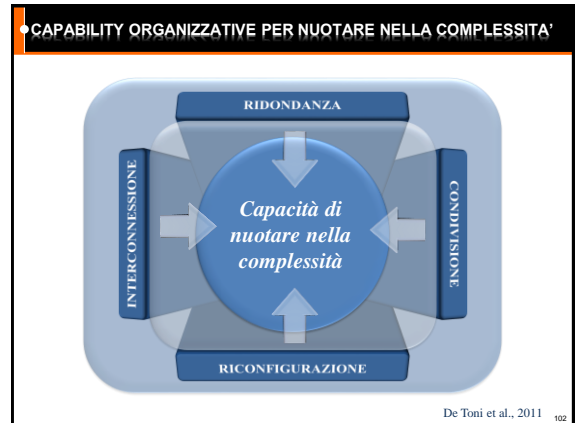 CAPABILITY ORGANIZZATIVE PER NUOTARE NELLA COMPLESSITA’
RIDONDANZA
INTERCONNESSIONE
Capacità di
nuotare nella
complessità
CONDIVISIONE
RICONFIGURAZIONE
De Toni et al., 2011
102